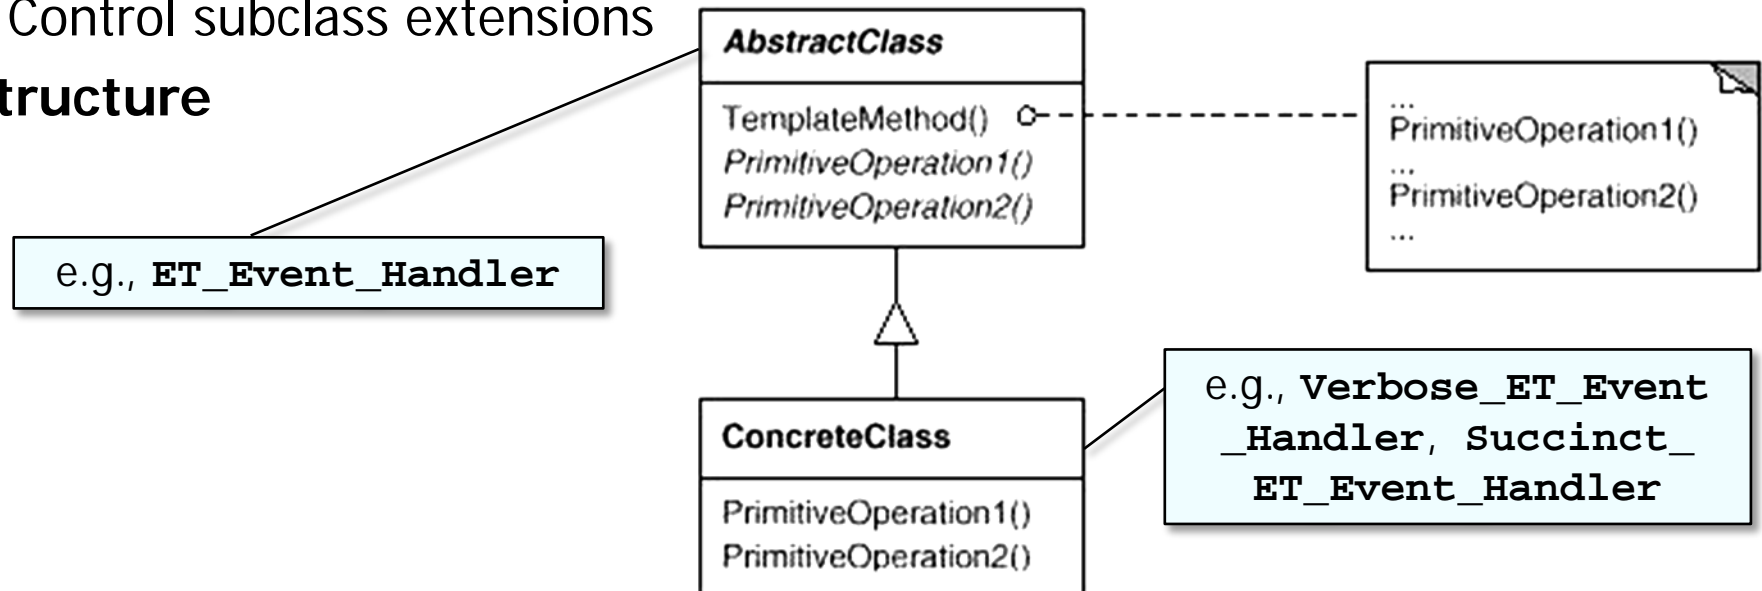 Control subclass extensions
tructure
AbstractClass
TemplateMethod()
PrimitiveOperation1()
PrimitiveOperation2()
...
PrimitiveOperation1()
...
PrimitiveOperation2()
...
e.g., ET_Event_Handler
ConcreteClass
PrimitiveOperation1()
PrimitiveOperation2()
e.g., Verbose_ET_Event
_Handler, Succinct_
ET_Event_Handler